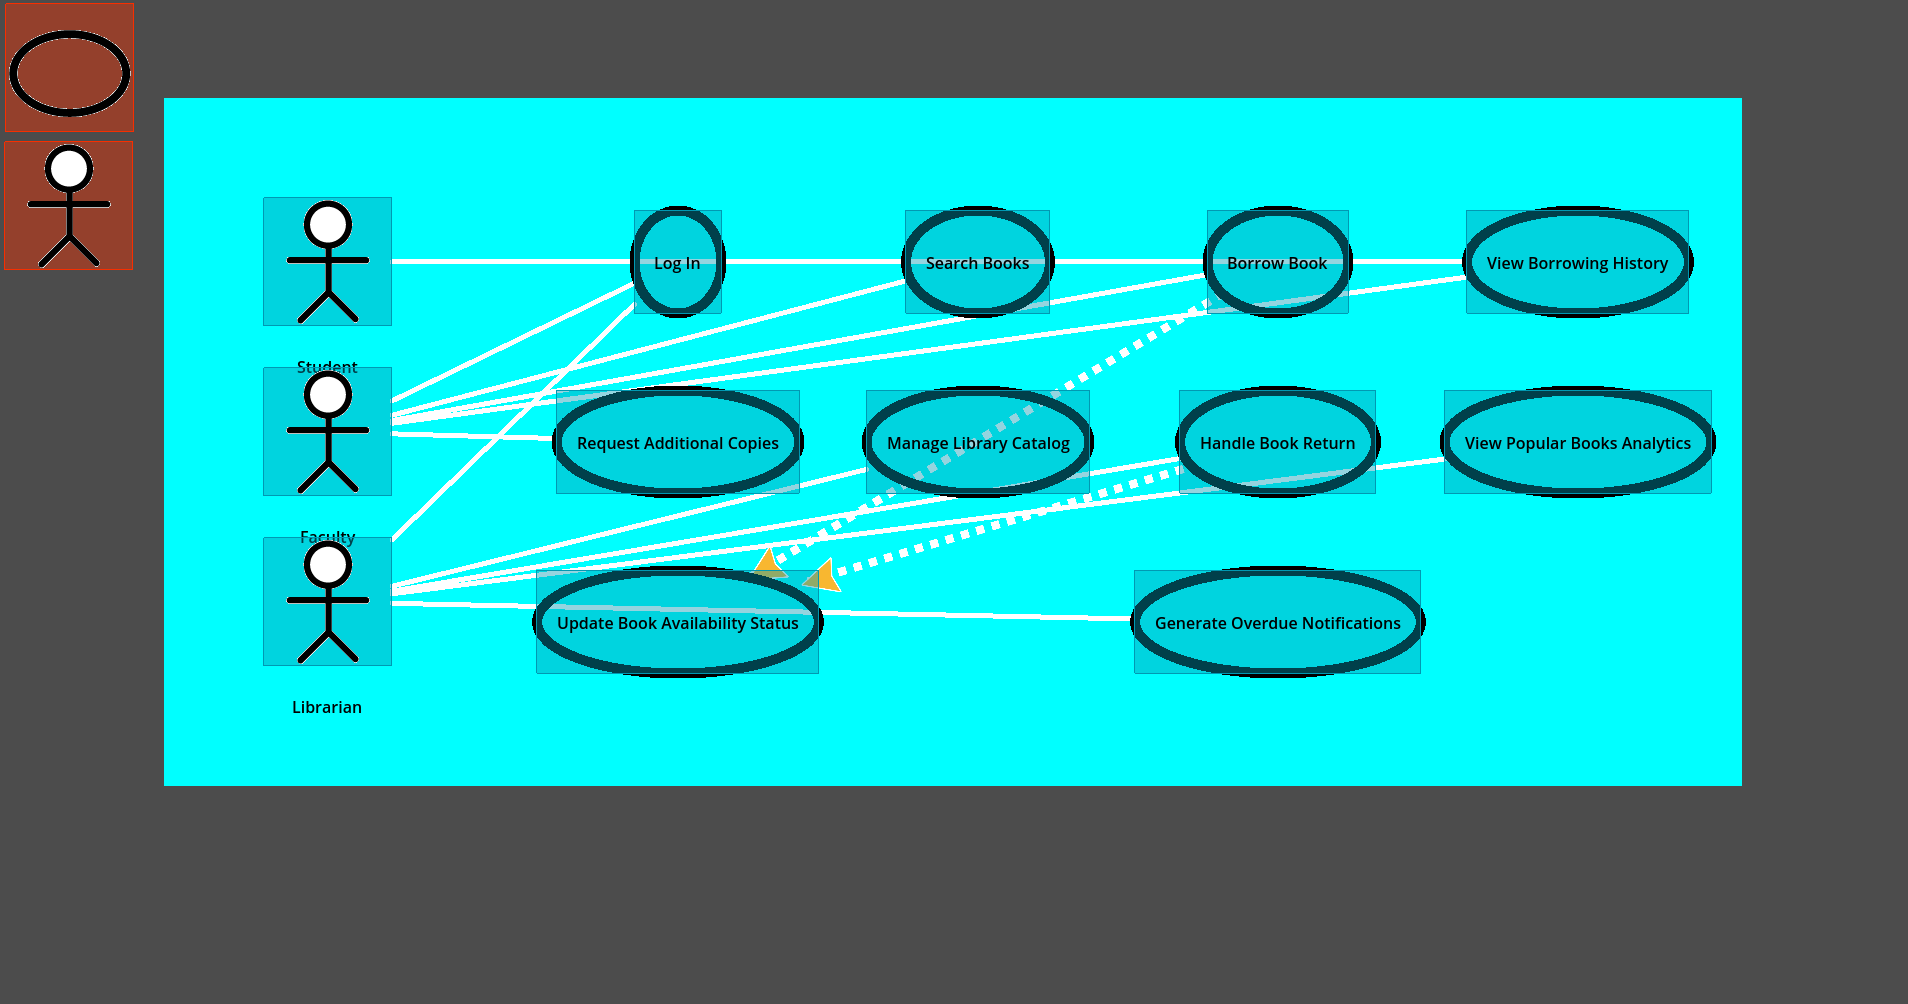 Log In
Search Books
Borrow Book
View Borrowing History
Student
Request Additional Copies
Manage Library Catalog
Handle Book Return
View Popular Books Analytics
Faculty
Update Book Availability Status
Generate Overdue Notifications
Librarian